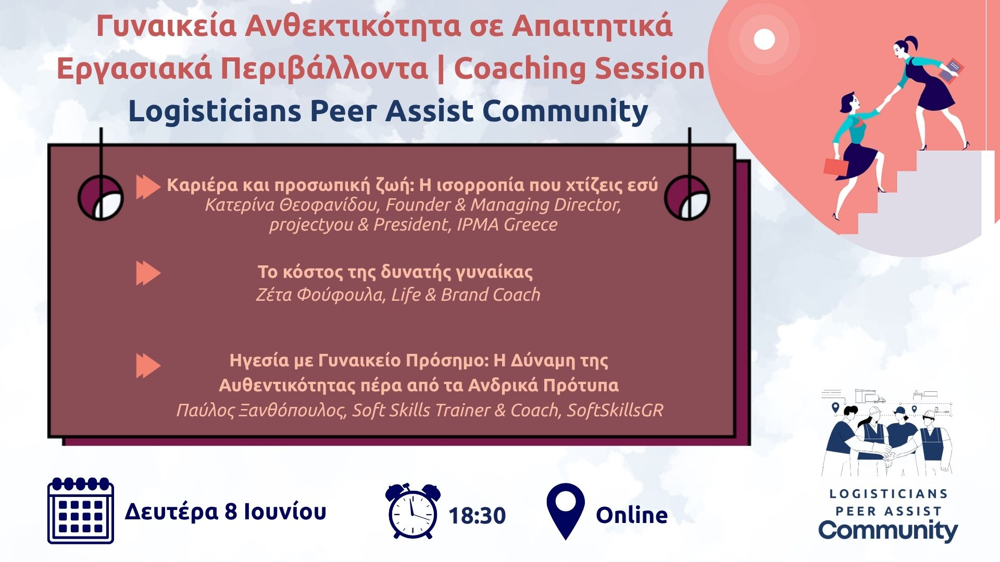 Γυναικεία Ανθεκτικότητα σε Απαιτητικά
Εργασιακά Περιβάλλοντα | Coaching Session
Logisticians Peer Assist Community
Καριέρα και προσωπική ζωή: Η ισορροπία που χτίζεις εσύ
Κατερίνα Θεοφανίδου, Founder & Managing Director,
projectyou & President, IPMA Greece
Το κόστος της δυνατής γυναίκας
Ζέτα Φούφουλα, Life & Brand Coach
Ηγεσία με Γυναικείο Πρόσημο: Η Δύναμη της
Αυθεντικότητας πέρα από τα Ανδρικά Πρότυπα
Παύλος Ξανθόπουλος, Soft Skills Trainer & Coach, SoftSkillsGR
Δευτέρα 8 Ιουνίου
18:30
Online
LOGISTICIANS
PEER ASSIST
Community